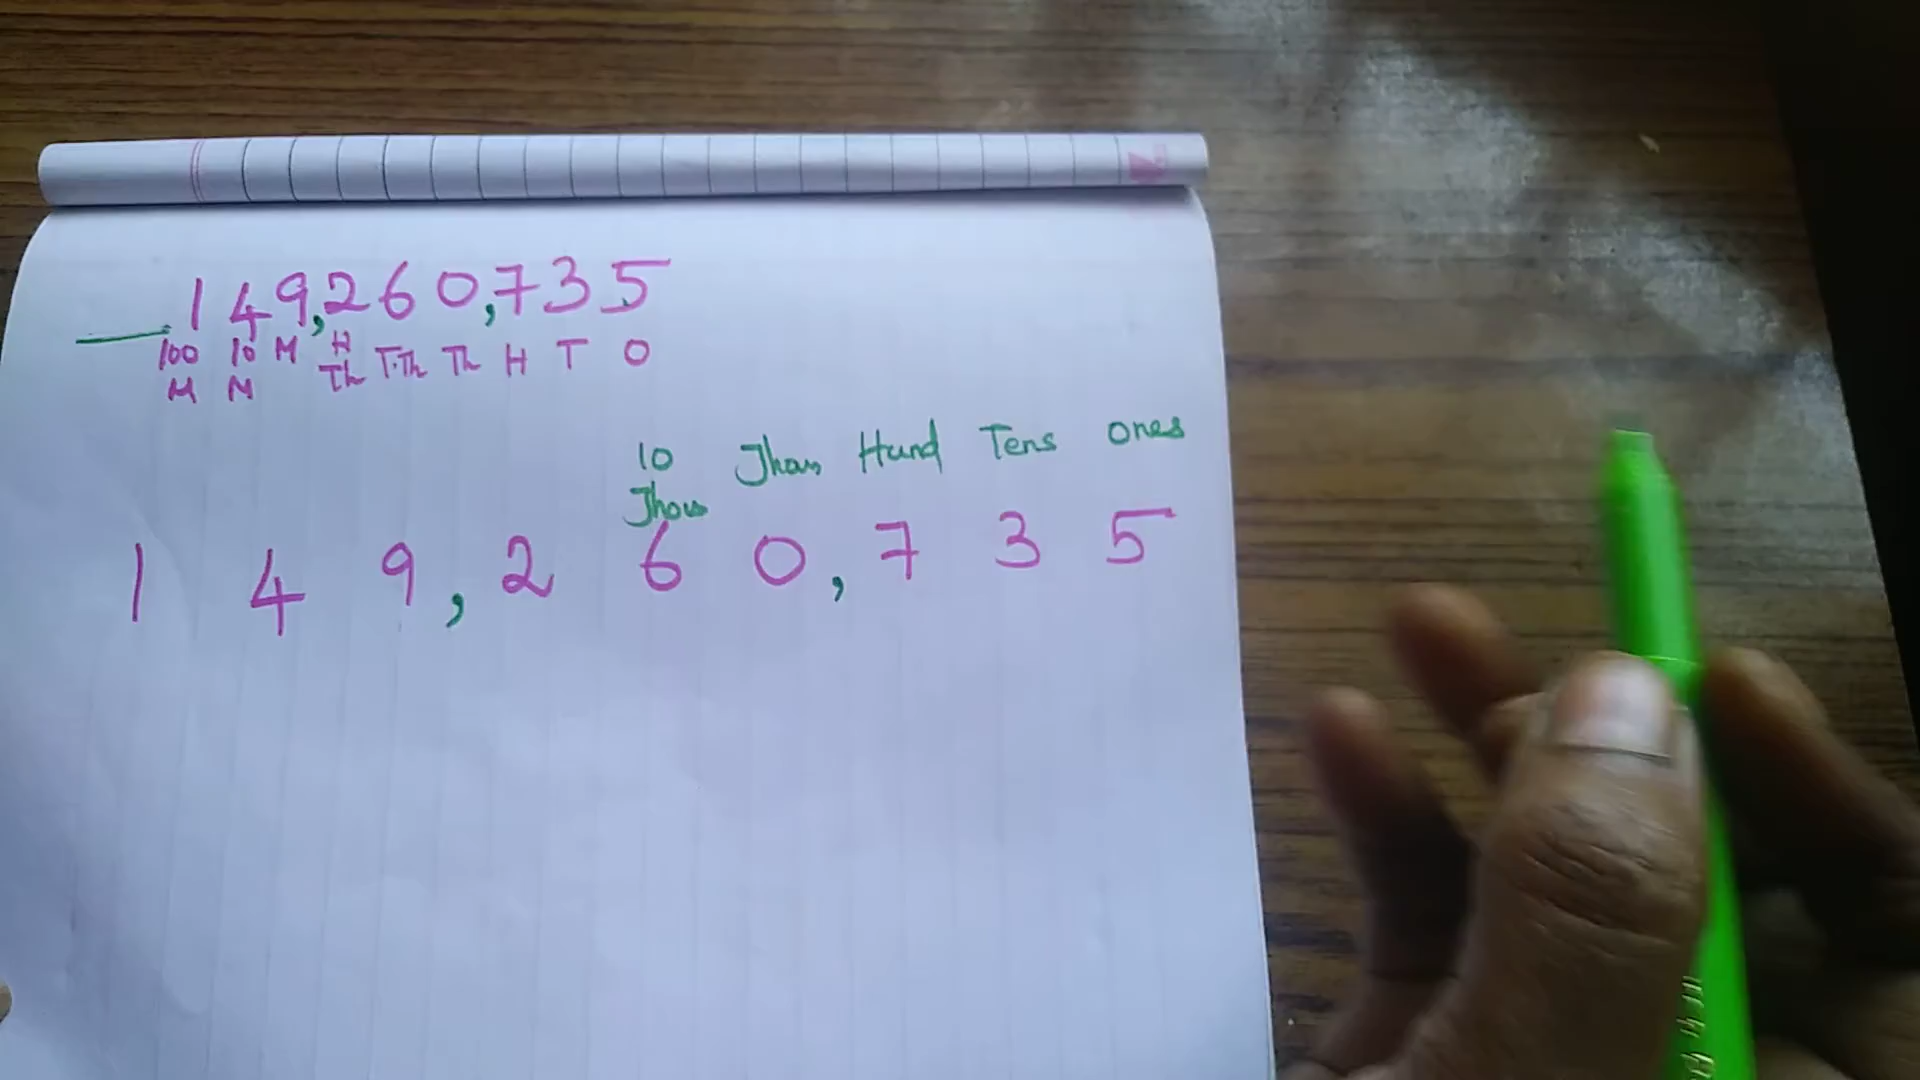 149,260,735
100 10 M H T.Th Th H T O
M M Th
10 Thous Hund Tens ones
Thous
1 4 9, 2 6 0, 7 3 5